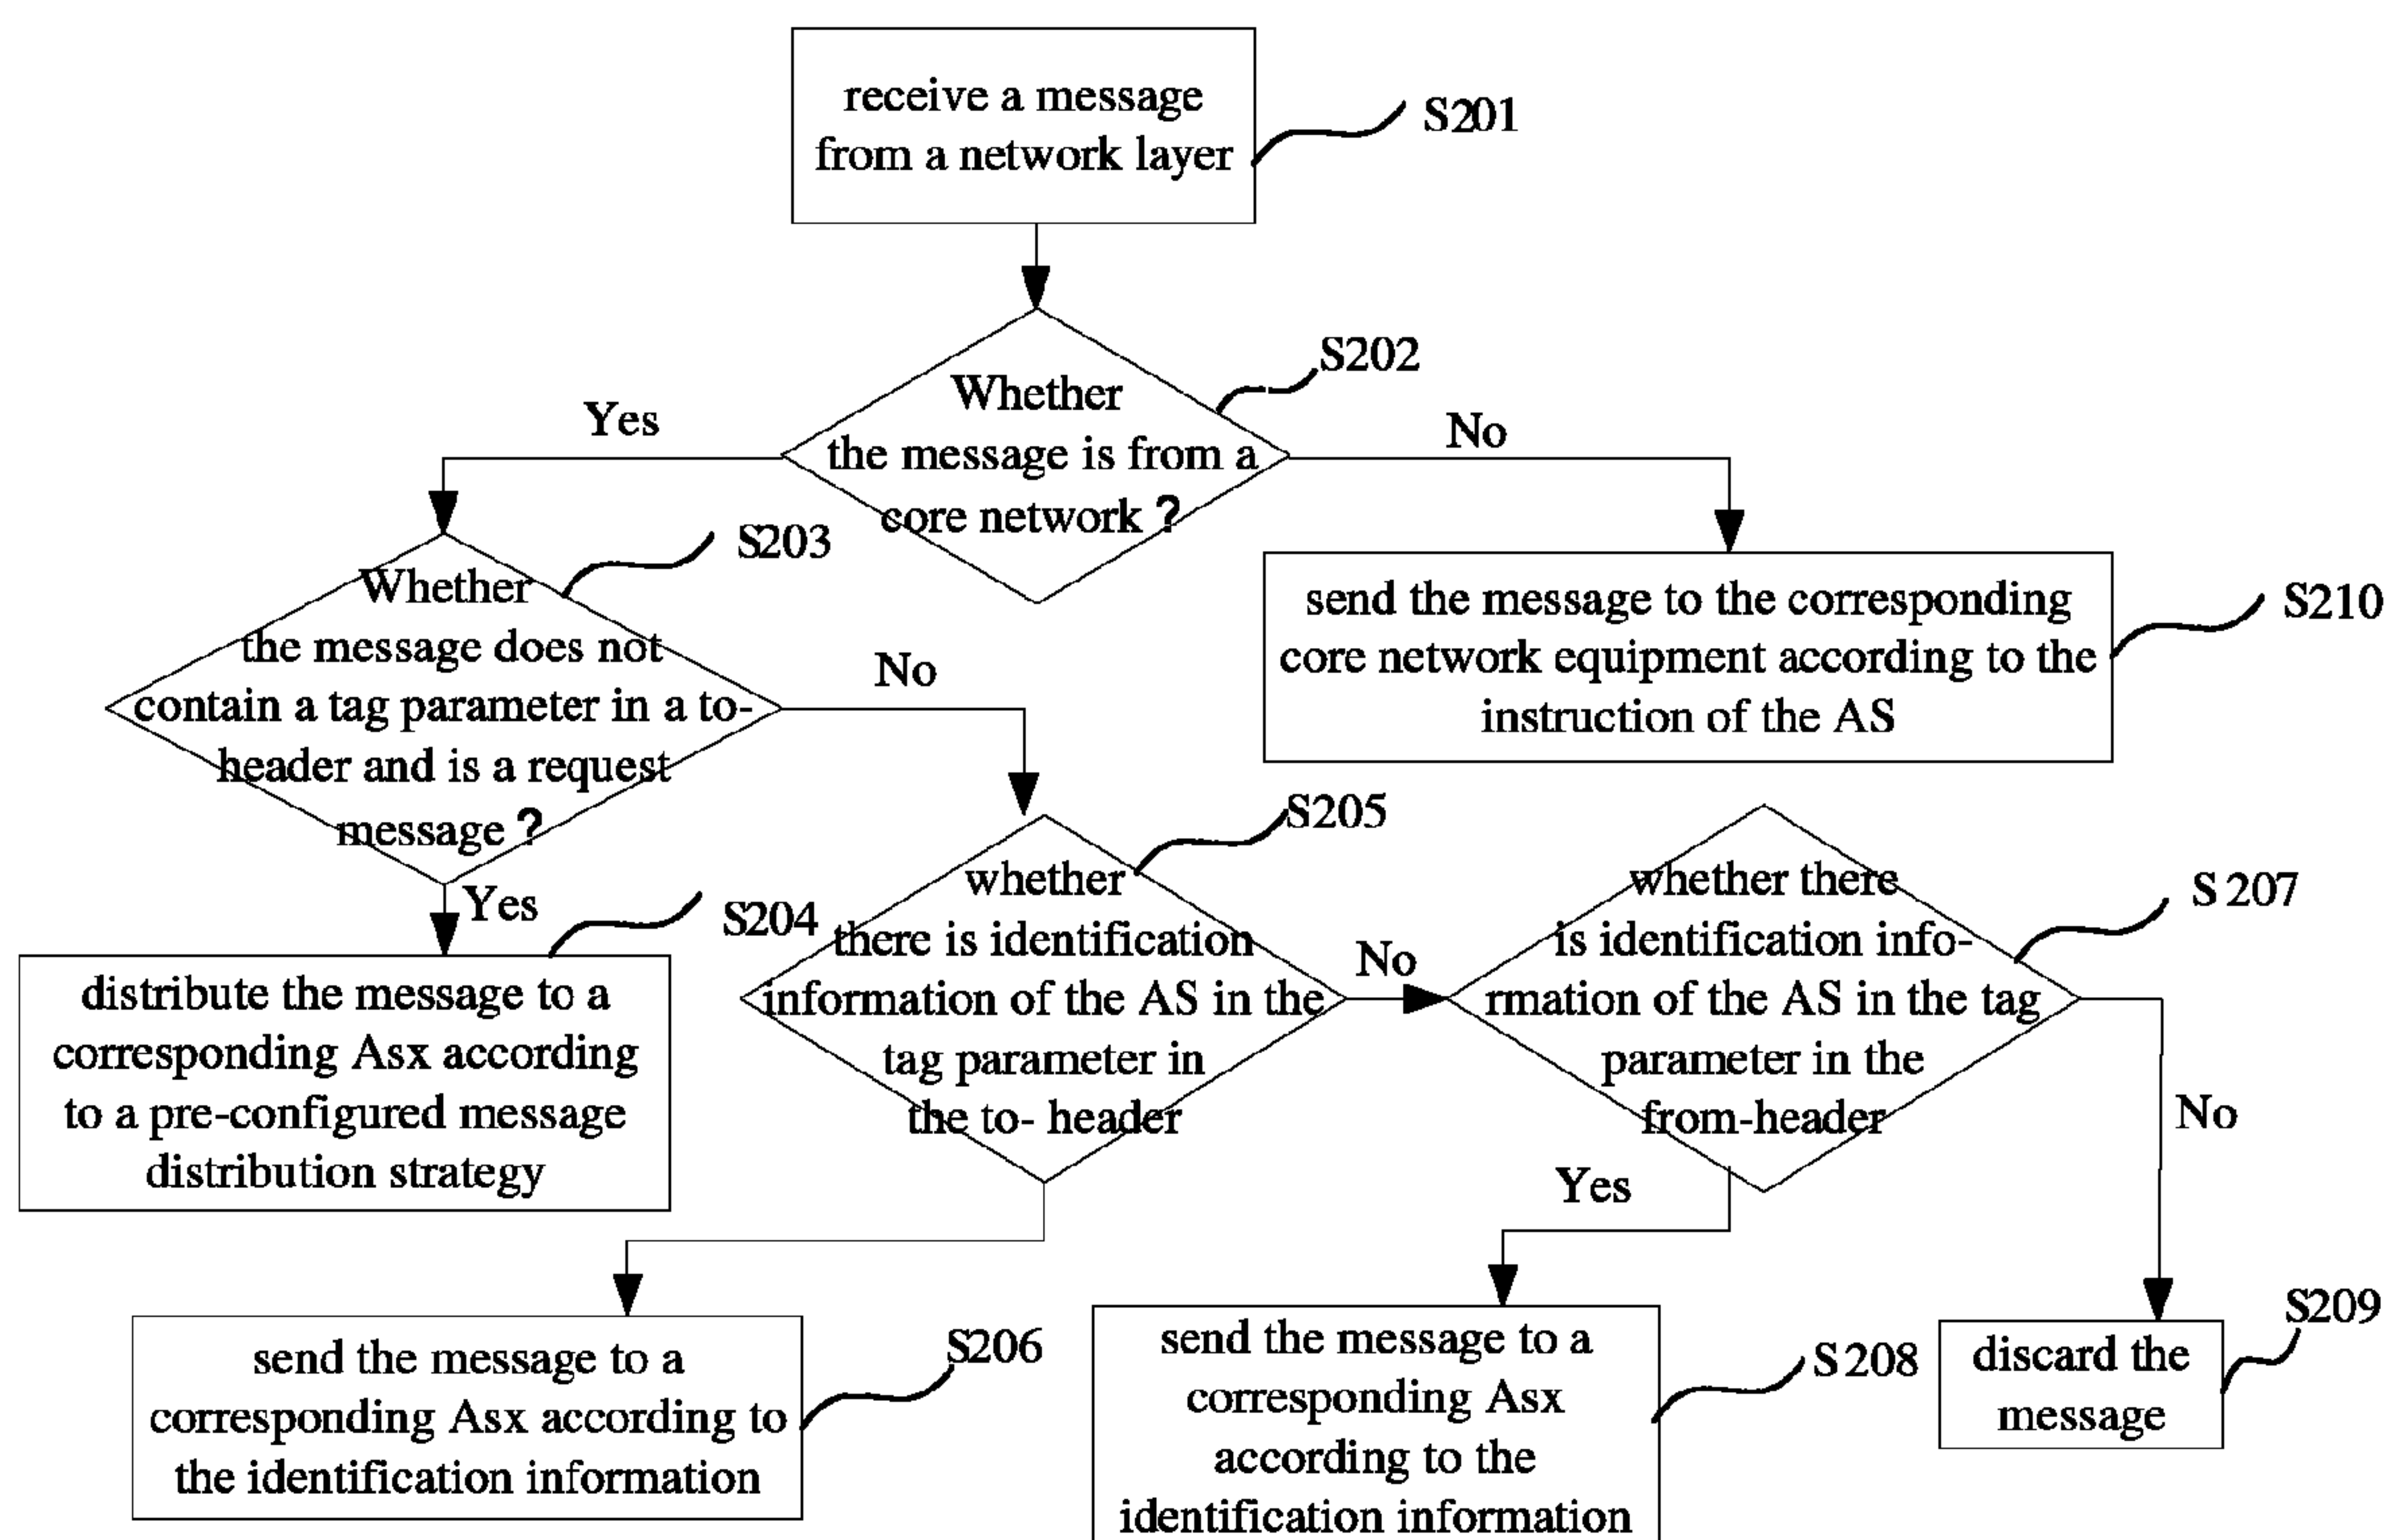 receive a message
from a network layer
S201
Whether
the message is from a
core network ?
S202
Yes
No
Whether
the message does not
contain a tag parameter in a to-
header and is a request
message ?
S203
No
Yes
send the message to the corresponding
core network equipment according to the
instruction of the AS
S210
distribute the message to a
corresponding Asx according
to a pre-configured message
distribution strategy
S204
whether
there is identification
information of the AS in the
tag parameter in
the to- header
S205
No
whether there
is identification info-
rmation of the AS in the tag
parameter in the
from-header
S 207
Yes
No
send the message to a
corresponding Asx according to
the identification information
S206
send the message to a
corresponding Asx
according to the
identification information
S 208
discard the
message
S209